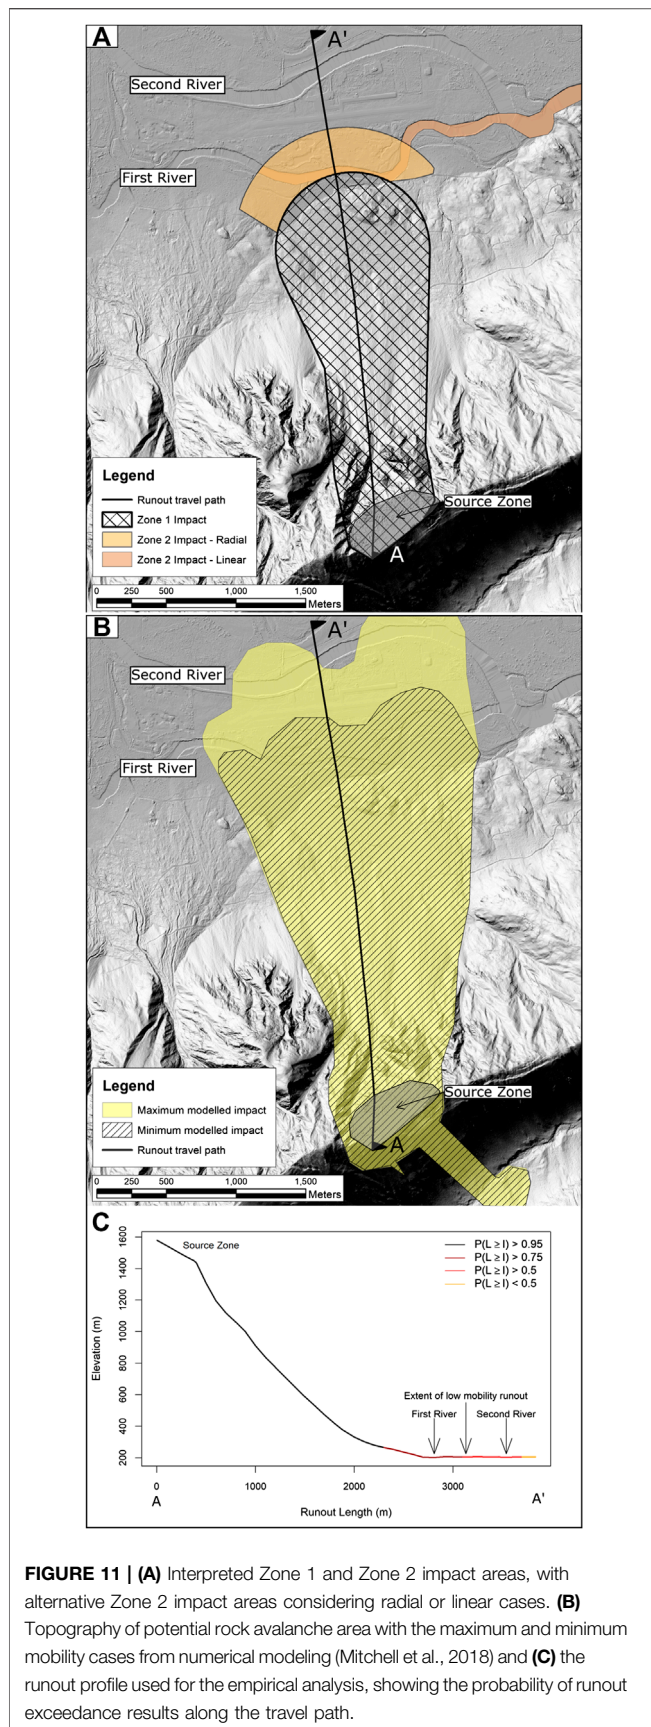 A
A'
Second River
First River
Legend
Runout travel path
Zone 1 Impact
Zone 2 Impact - Radial
Zone 2 Impact - Linear
Source Zone
A
0 250 500 1,000 1,500
Meters
B
A'
Second River
First River
Source Zone
Legend
Maximum modelled impact
Minimum modelled impact
Runout travel path
A
0 250 500 1,000 1,500
Meters
C
Source Zone
P(L ≥ l) > 0.95
P(L ≥ l) > 0.75
P(L ≥ l) > 0.5
P(L ≥ l) < 0.5
Elevation (m)
1600
1400
1200
1000
800
600
400
200
Extent of low mobility runout
First River Second River
0 1000 2000 3000
A A'
Runout Length (m)
FIGURE 11 | (A) Interpreted Zone 1 and Zone 2 impact areas, with
alternative Zone 2 impact areas considering radial or linear cases. (B)
Topography of potential rock avalanche area with the maximum and minimum
mobility cases from numerical modeling (Mitchell et al., 2018) and (C) the
runout profile used for the empirical analysis, showing the probability of runout
exceedance results along the travel path.